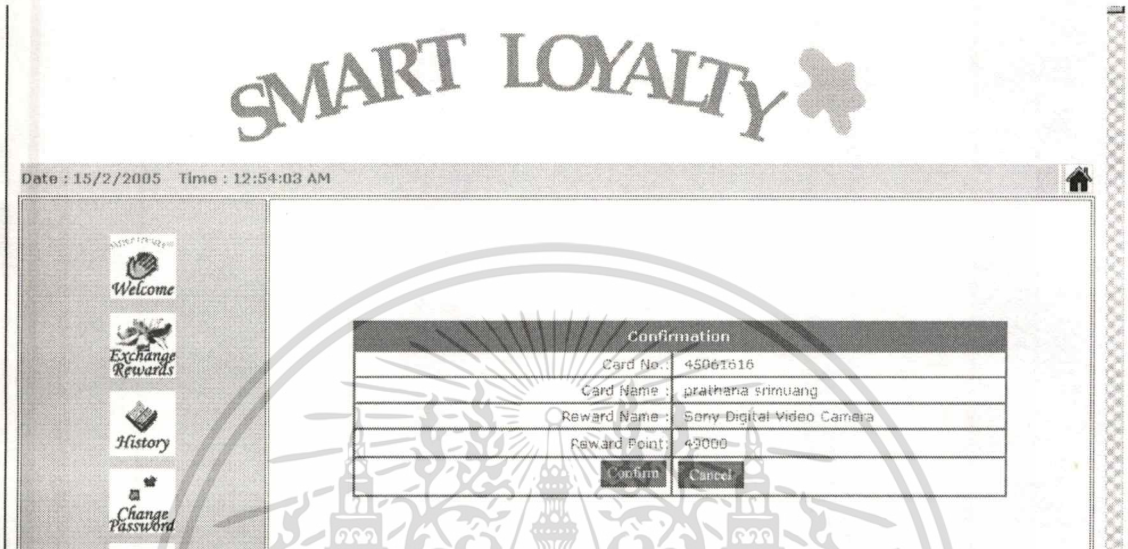 SMART LOYALTY
Date : 15/2/2005 Time : 12:54:03 AM
Welcome
Exchange
Rewards
History
Change
Password
Confirmation
Card No.: 45061616
Card Name : prathana srimuang
Reward Name : Sony Digital Video Camera
Reward Point: 49000
Confirm Cancel